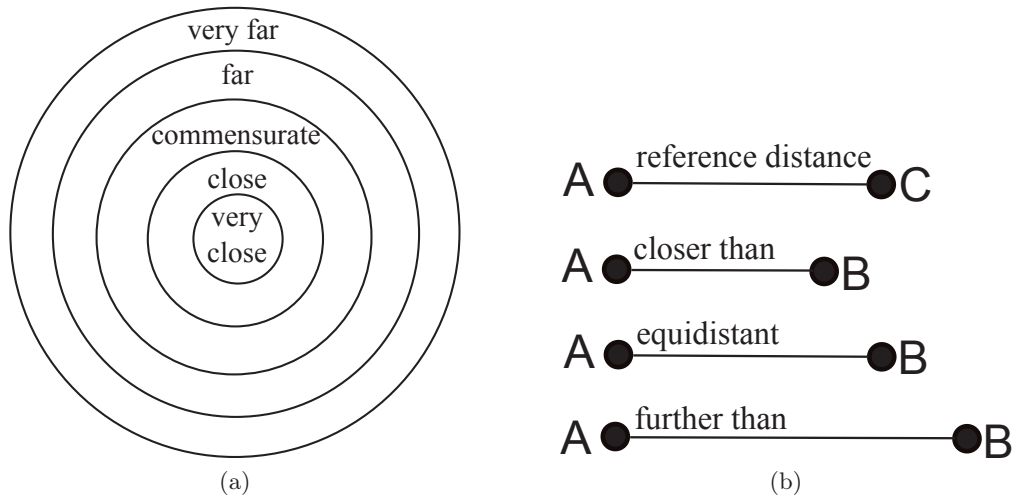 very far
far
commensurate
close
very
close
(a)
reference distance
A C
closer than
A B
equidistant
A B
further than
A B
(b)